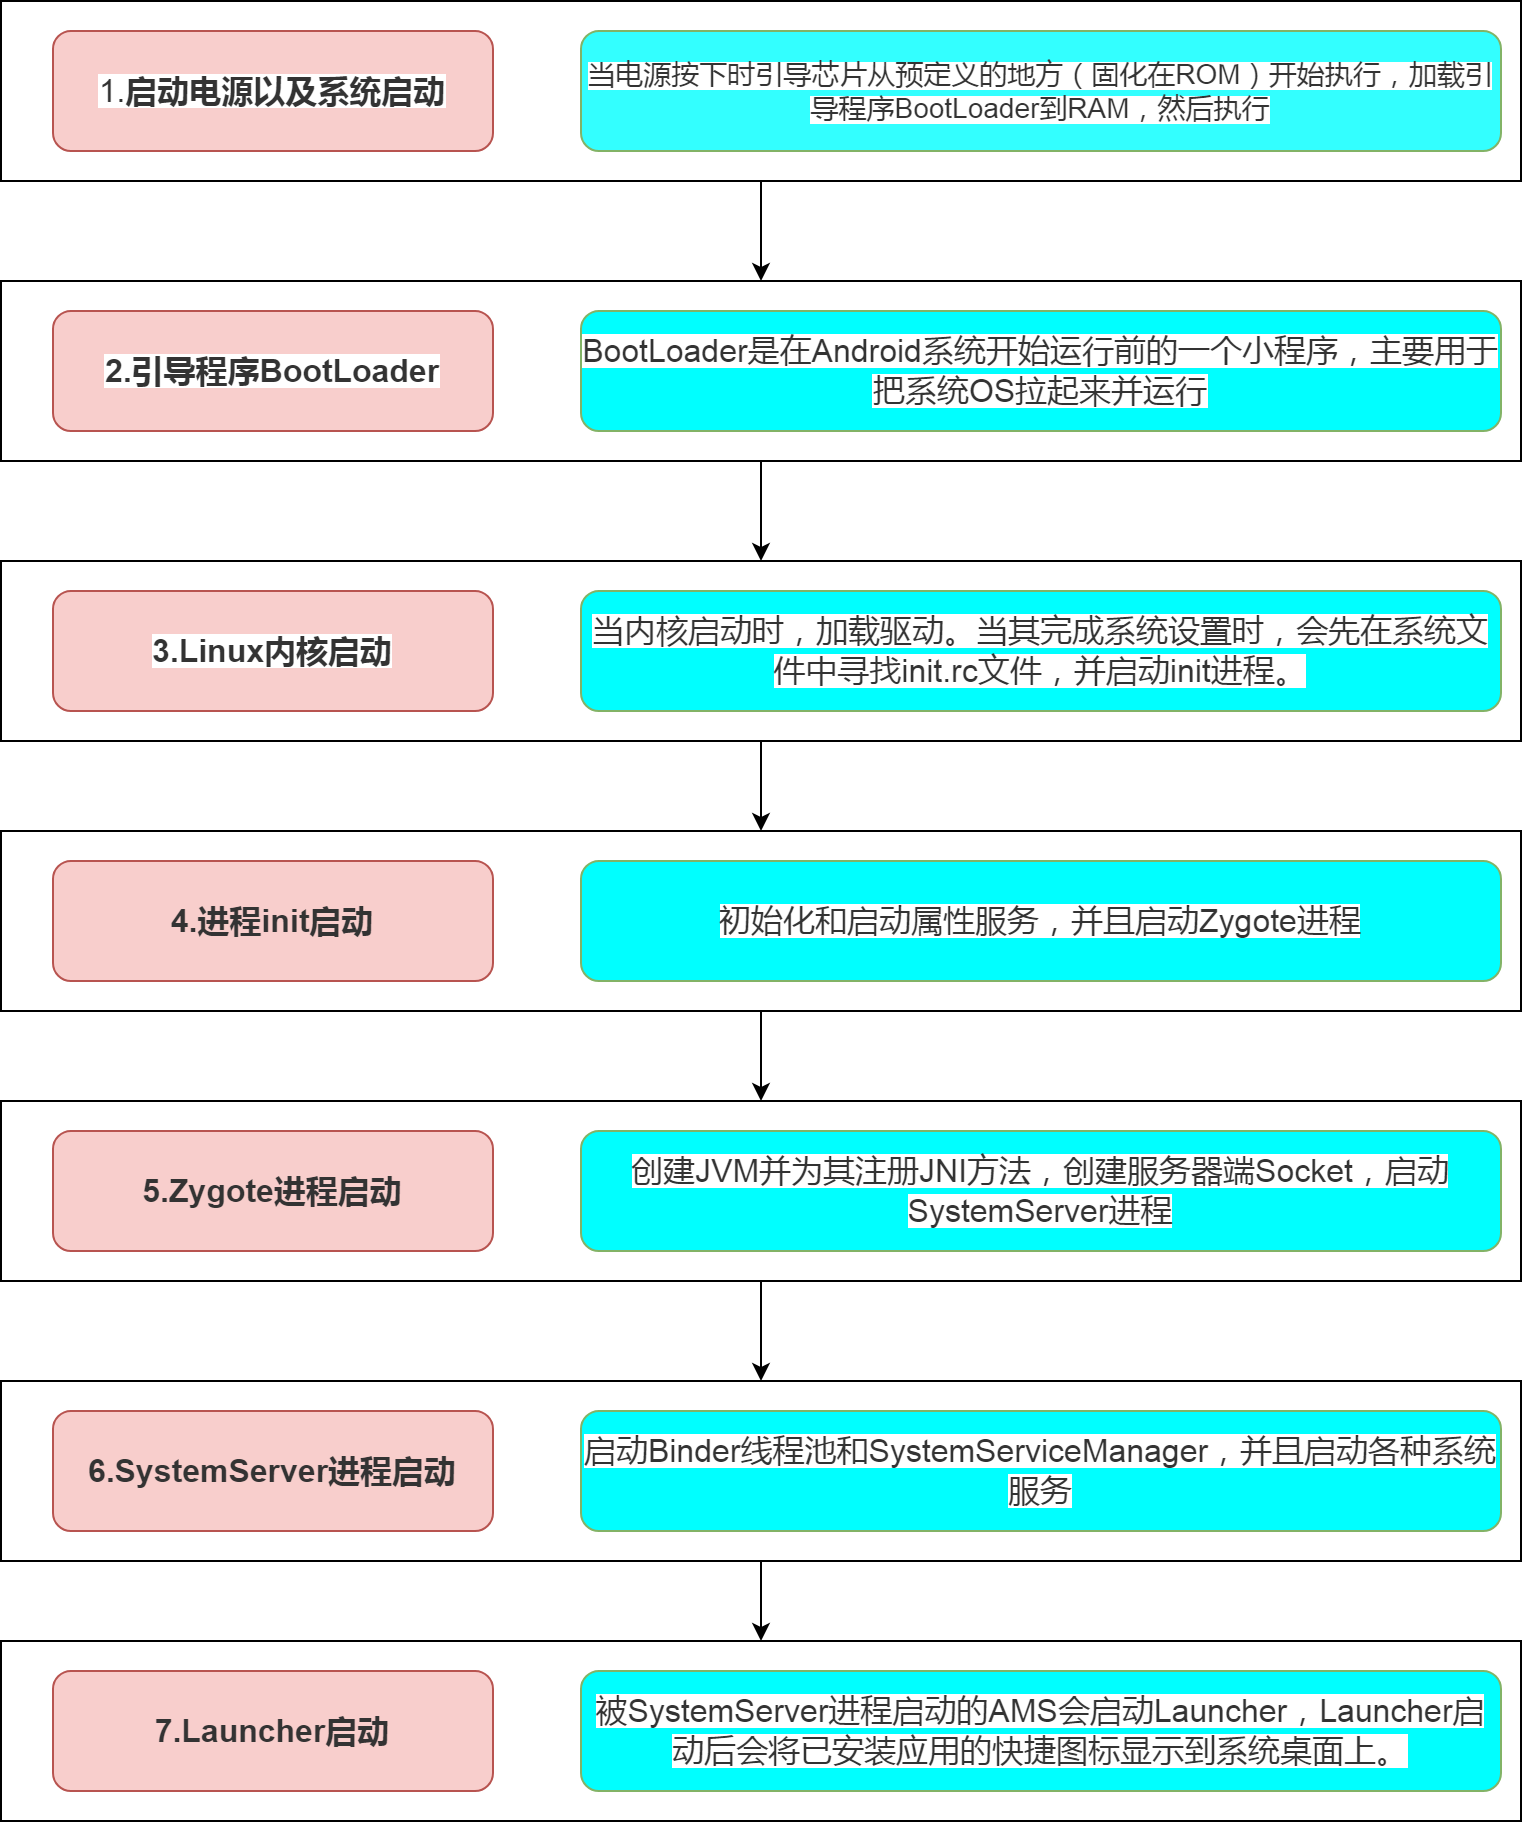 1.启动电源以及系统启动
当电源按下时引导芯片从预定义的地方（固化在ROM）开始执行，加载引
导程序BootLoader到RAM，然后执行
2.引导程序BootLoader
BootLoader是在Android系统开始运行前的一个小程序，主要用于
把系统OS拉起来并运行
3.Linux内核启动
当内核启动时，加载驱动。当其完成系统设置时，会先在系统文
件中寻找init.rc文件，并启动init进程。
4.进程init启动
初始化和启动属性服务，并且启动Zygote进程
5.Zygote进程启动
创建JVM并为其注册JNI方法，创建服务器端Socket，启动
SystemServer进程
6.SystemServer进程启动
启动Binder线程池和SystemServiceManager，并且启动各种系统
服务
7.Launcher启动
被SystemServer进程启动的AMS会启动Launcher，Launcher启
动后会将已安装应用的快捷图标显示到系统桌面上。